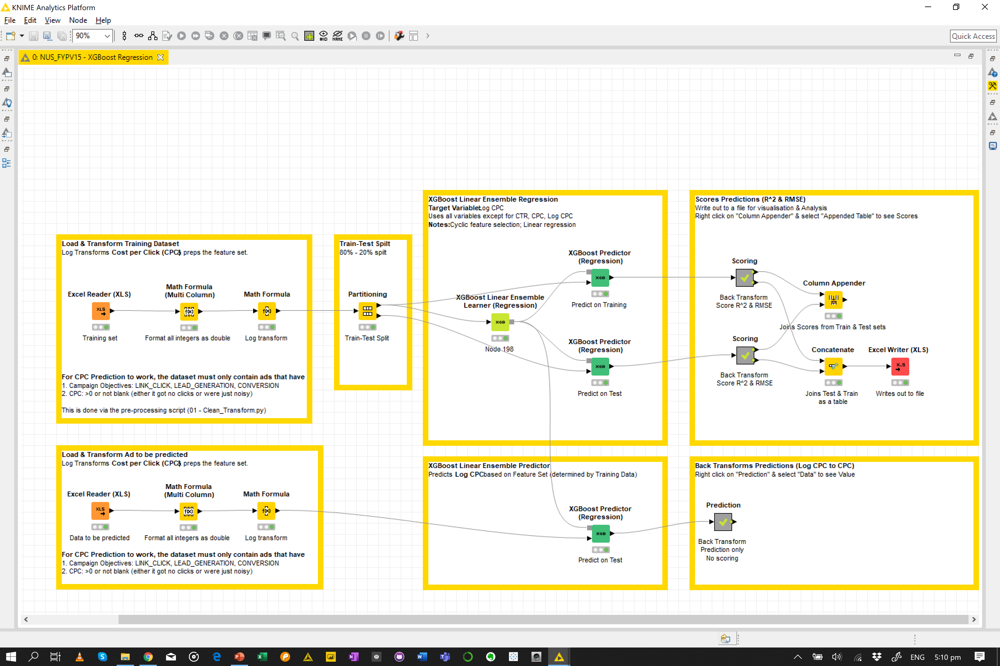 KNIME Analytics Platform
File Edit View Node Help
90%
#ID
NAME
Quick Access
0: NUS_FYPV15 - XGBoost Regression
XGBoost Linear Ensemble Regression
Target Variable: Log CPC
Uses all variables except for CTR, CPC, Log CPC
Notes:Cyclic feature selection; Linear regression
Scores Predictions (R^2 & RMSE)
Write out to a file for visualisation & Analysis
Right click on "Column Appender" & select "Appended Table" to see Scores
Load & Transform Training Dataset
Log Transforms Cost per Click (CPC) & preps the feature set.
Train-Test Spilt
80% - 20% spilt
Excel Reader (XLS)
XLS
Training set
Math Formula
(Multi Column)
f(x)
Format all integers as double
Math Formula
f(x)
Log transform
Partitioning
Train-Test Split
XGBoost Linear Ensemble
Learner (Regression)
XGB
Node 198
XGBoost Predictor
(Regression)
XGB
Predict on Training
XGBoost Predictor
(Regression)
XGB
Predict on Test
Scoring
Back Transform
Score R^2 & RMSE
Column Appender
Joins Scores from Train & Test sets
Scoring
Back Transform
Score R^2 & RMSE
Concatenate
Joins Test & Train
as a table
Excel Writer (XLS)
XLS
Writes out to file
For CPC Prediction to work, the dataset must only contain ads that have
1. Campaign Objectives: LINK_CLICK, LEAD_GENERATION, CONVERSION
2. CPC: >0 or not blank (either it got no clicks or were just noisy)
This is done via the pre-processing script (01 - Clean_Transform.py)
Load & Transform Ad to be predicted
Log Transforms Cost per Click (CPC) & preps the feature set.
Excel Reader (XLS)
XLS
Data to be predicted
Math Formula
(Multi Column)
f(x)
Format all integers as double
Math Formula
f(x)
Log transform
For CPC Prediction to work, the dataset must only contain ads that have
1. Campaign Objectives: LINK_CLICK, LEAD_GENERATION, CONVERSION
2. CPC: >0 or not blank (either it got no clicks or were just noisy)
XGBoost Linear Ensemble Predictor
Predicts Log CPC based on Feature Set (determined by Training Data)
XGBoost Predictor
(Regression)
XGB
Predict on Test
Back Transforms Predictions (Log CPC to CPC)
Right click on "Prediction" & select "Data" to see Value
Prediction
Back Transform
Prediction only
No scoring
ENG
5:10 pm